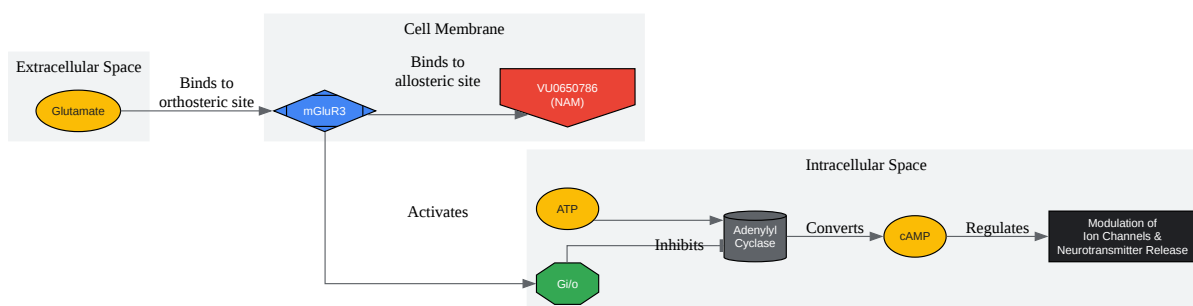 Cell Membrane
Extracellular Space
Binds to
orthosteric site
Binds to
allosteric site
VU0650786
(NAM)
Glutamate
mGluR3
Intracellular Space
Activates
ATP
Inhibits
Adenylyl
Cyclase
Converts
cAMP
Regulates
Modulation of
Ion Channels &
Neurotransmitter Release
Gi/o